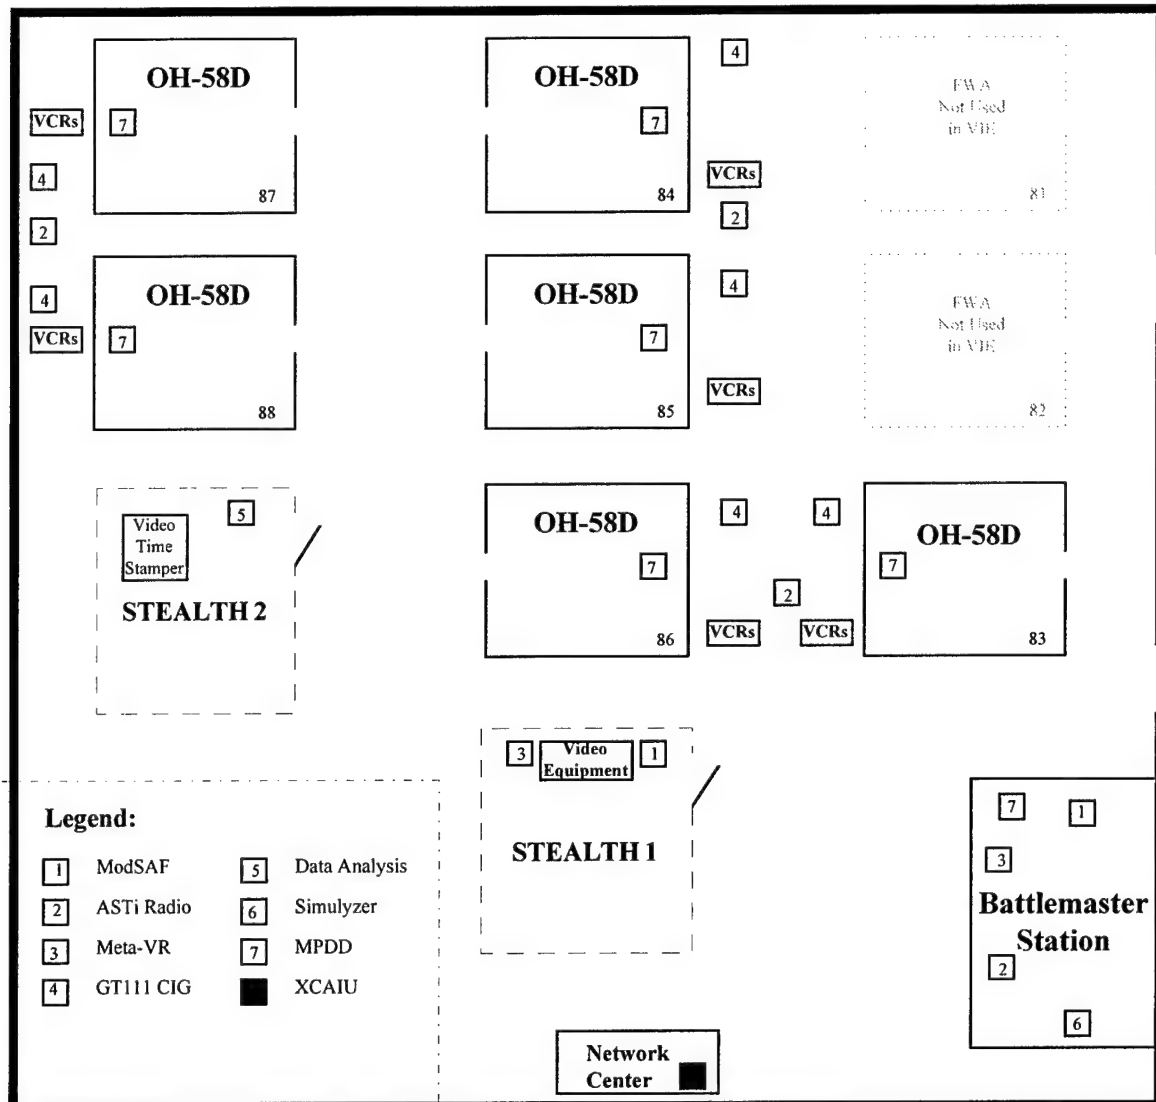 OH-58D
VCRs
7
4
87
2
OH-58D
4
VCRs
7
88
OH-58D
4
7
VCRs
84
2
OH-58D
4
7
VCRs
85
FWA
Not Used
in VIE
81
FWA
Not Used
in VIE
82
5
Video
Time
Stamper
STEALTH 2
OH-58D
4
7
VCRs
86
4
2
VCRs
OH-58D
7
83
3
Video
Equipment
1
STEALTH 1
7
1
3
Battlemaster
Station
2
6
Legend:
1 ModSAF
2 ASTi Radio
3 Meta-VR
4 GT111 CIG
5 Data Analysis
6 Simulyzer
7 MPDD
XCAIU
Network
Center